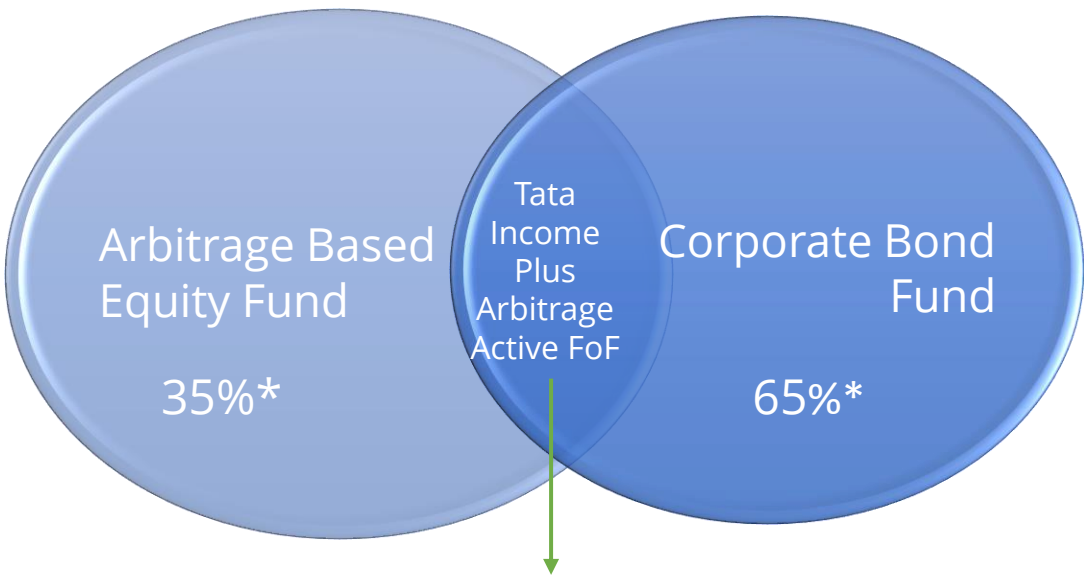 Arbitrage Based
Equity Fund
35%*
Tata
Income
Plus
Arbitrage
Active FoF
Corporate Bond
Fund
65%*